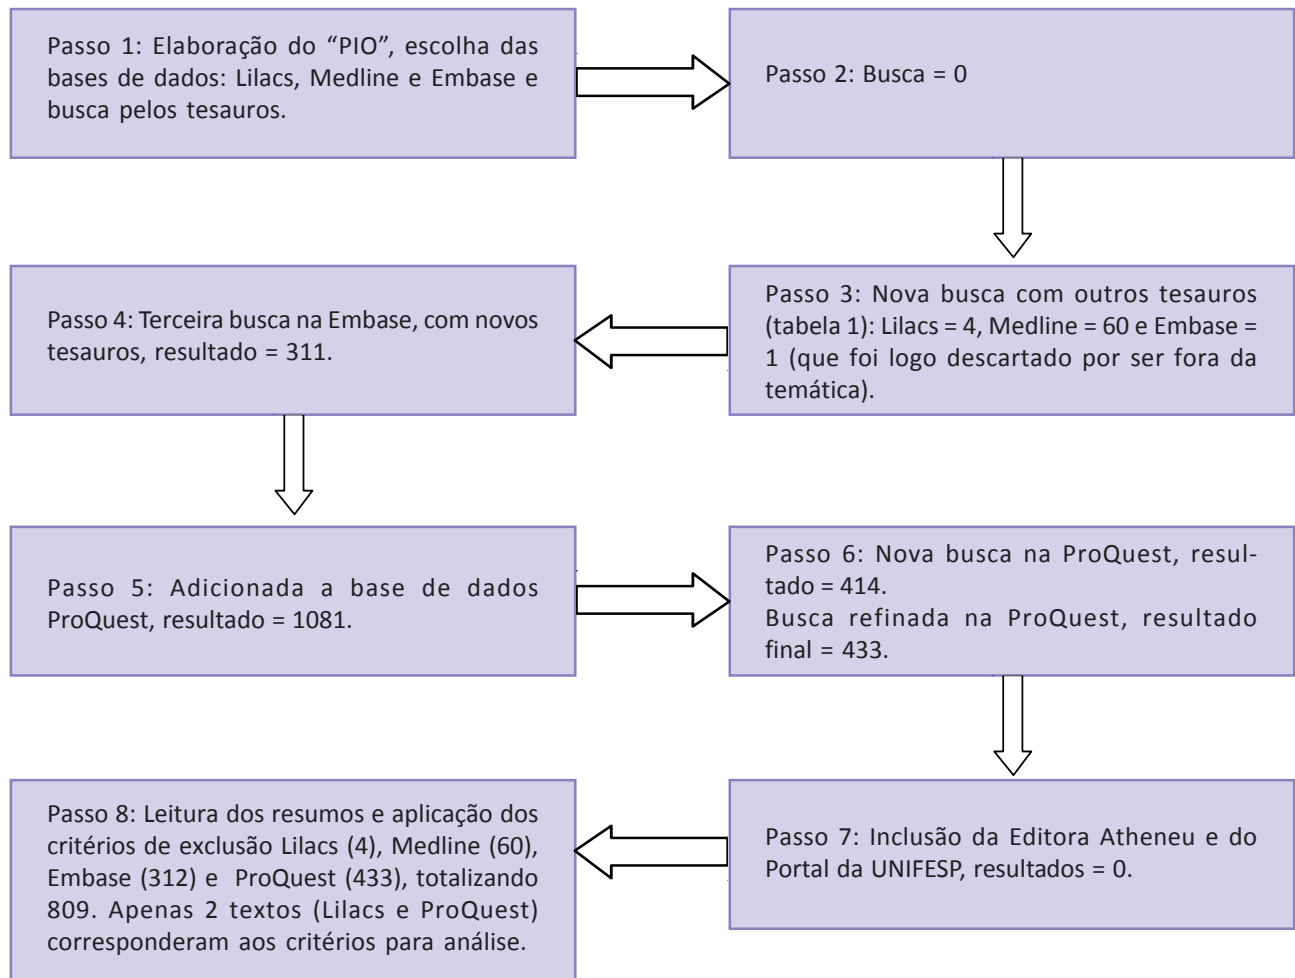 Passo 1: Elaboração do “PIO”, escolha das
bases de dados: Lilacs, Medline e Embase e
busca pelos tesauros.
Passo 2: Busca = 0
Passo 3: Nova busca com outros tesauros
(tabela 1): Lilacs = 4, Medline = 60 e Embase =
1 (que foi logo descartado por ser fora da
temática).
Passo 4: Terceira busca na Embase, com novos
tesauros, resultado = 311.
Passo 5: Adicionada a base de dados
ProQuest, resultado = 1081.
Passo 6: Nova busca na ProQuest, resul-
tado = 414.
Busca refinada na ProQuest, resultado
final = 433.
Passo 7: Inclusão da Editora Atheneu e do
Portal da UNIFESP, resultados = 0.
Passo 8: Leitura dos resumos e aplicação dos
critérios de exclusão Lilacs (4), Medline (60),
Embase (312) e ProQuest (433), totalizando
809. Apenas 2 textos (Lilacs e ProQuest)
corresponderam aos critérios para análise.